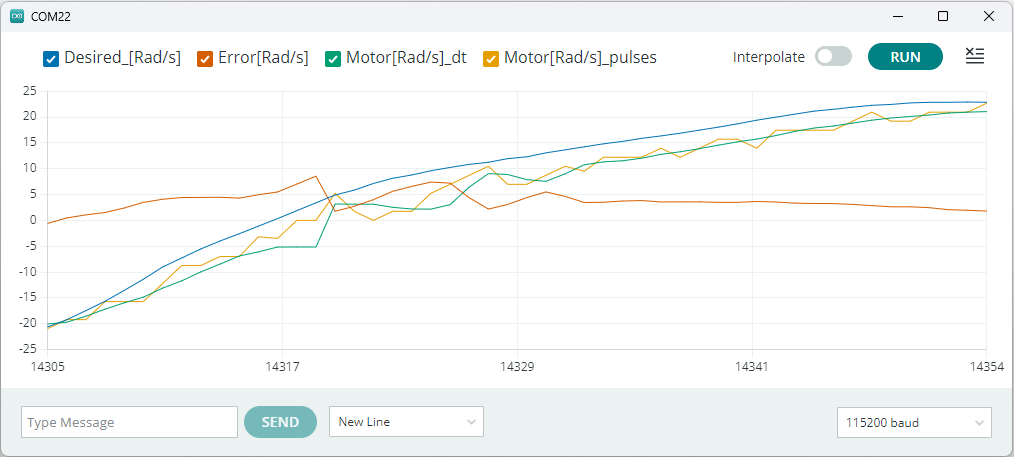 COM22
Desired_[Rad/s] Error[Rad/s] Motor[Rad/s]_dt Motor[Rad/s]_pulses Interpolate RUN
25
20
15
10
5
0
-5
-10
-15
-20
-25
14305 14317 14329 14341 14354
Type Message SEND New Line 115200 baud